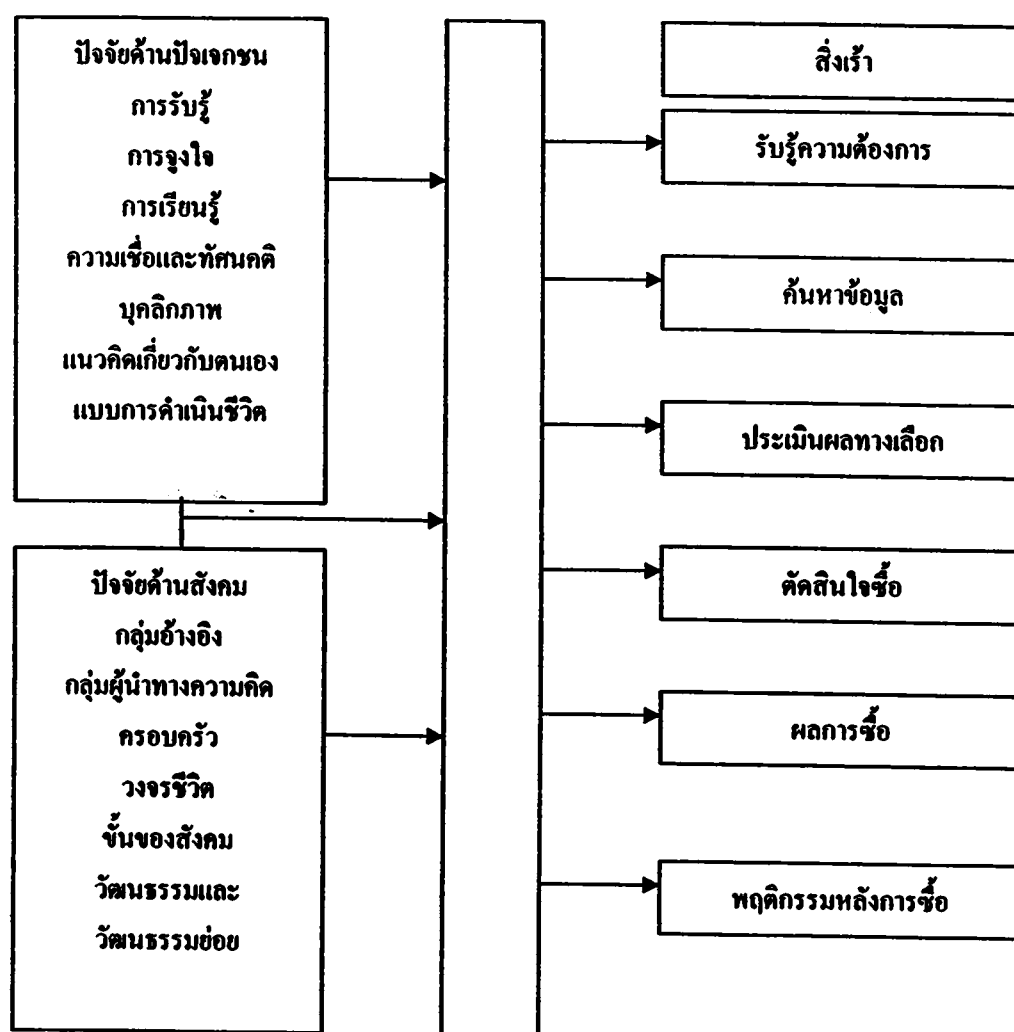 ปัจจัยด้านปัจเจกชน
การรับรู้
การจูงใจ
การเรียนรู้
ความเชื่อและทัศนคติ
บุคลิกภาพ
แนวคิดเกี่ยวกับตนเอง
แบบการดำเนินชีวิต
ปัจจัยด้านสังคม
กลุ่มอ้างอิง
กลุ่มผู้นำทางความคิด
ครอบครัว
วงจรชีวิต
ชั้นของสังคม
วัฒนธรรมและ
วัฒนธรรมย่อย
สิ่งเร้า
รับรู้ความต้องการ
ค้นหาข้อมูล
ประเมินผลทางเลือก
ตัดสินใจซื้อ
ผลการซื้อ
พฤติกรรมหลังการซื้อ